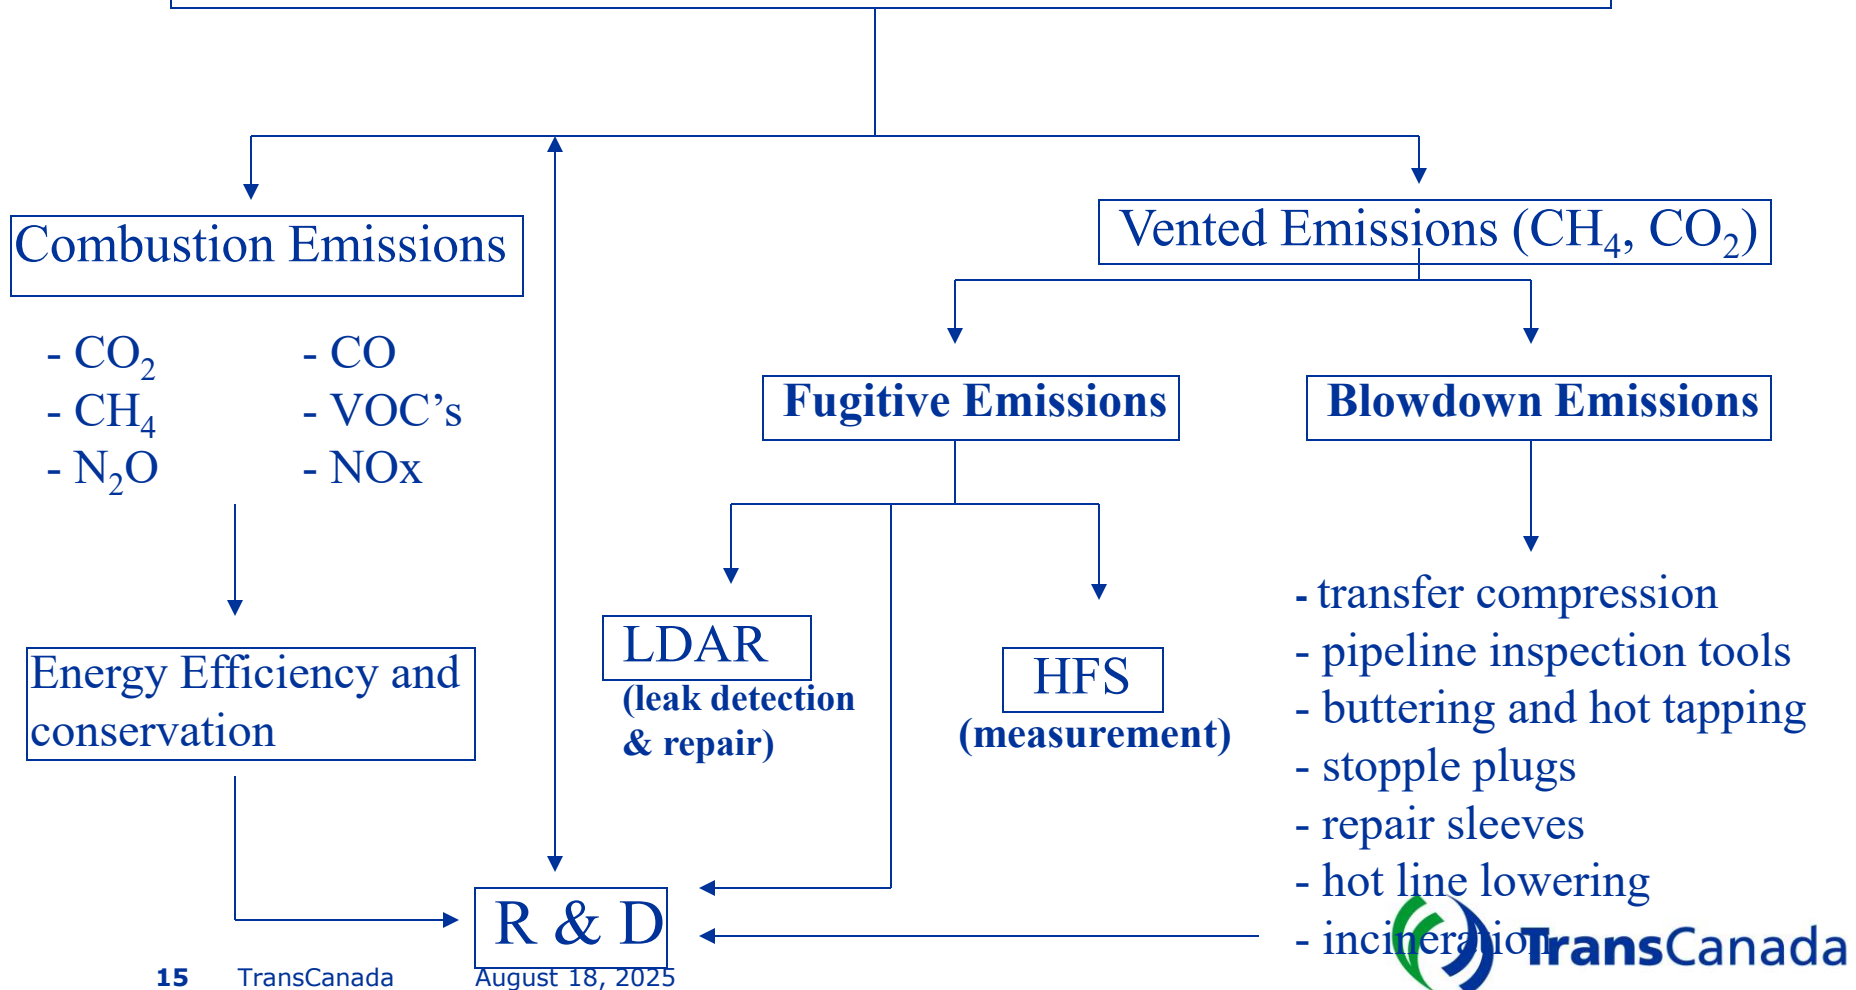 Combustion Emissions
Vented Emissions (CH₄, CO₂)
- CO₂
- CO
- CH₄
- VOC’s
- N₂O
- NOx
Fugitive Emissions
Blowdown Emissions
Energy Efficiency and
conservation
LDAR
(leak detection
& repair)
HFS
(measurement)
- transfer compression
- pipeline inspection tools
- buttering and hot tapping
- stopple plugs
- repair sleeves
- hot line lowering
- incineration
R & D
TransCanada
15 TransCanada August 18, 2025